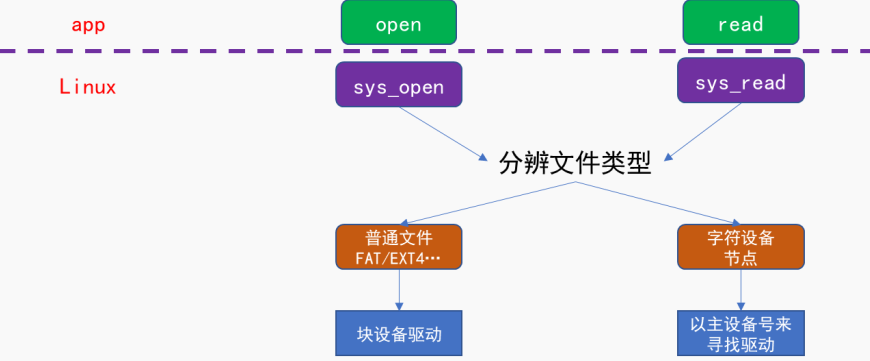 app
open
read
Linux
sys_open
sys_read
分辨文件类型
普通文件
FAT/EXT4…
字符设备
节点
块设备驱动
以主设备号来
寻找驱动